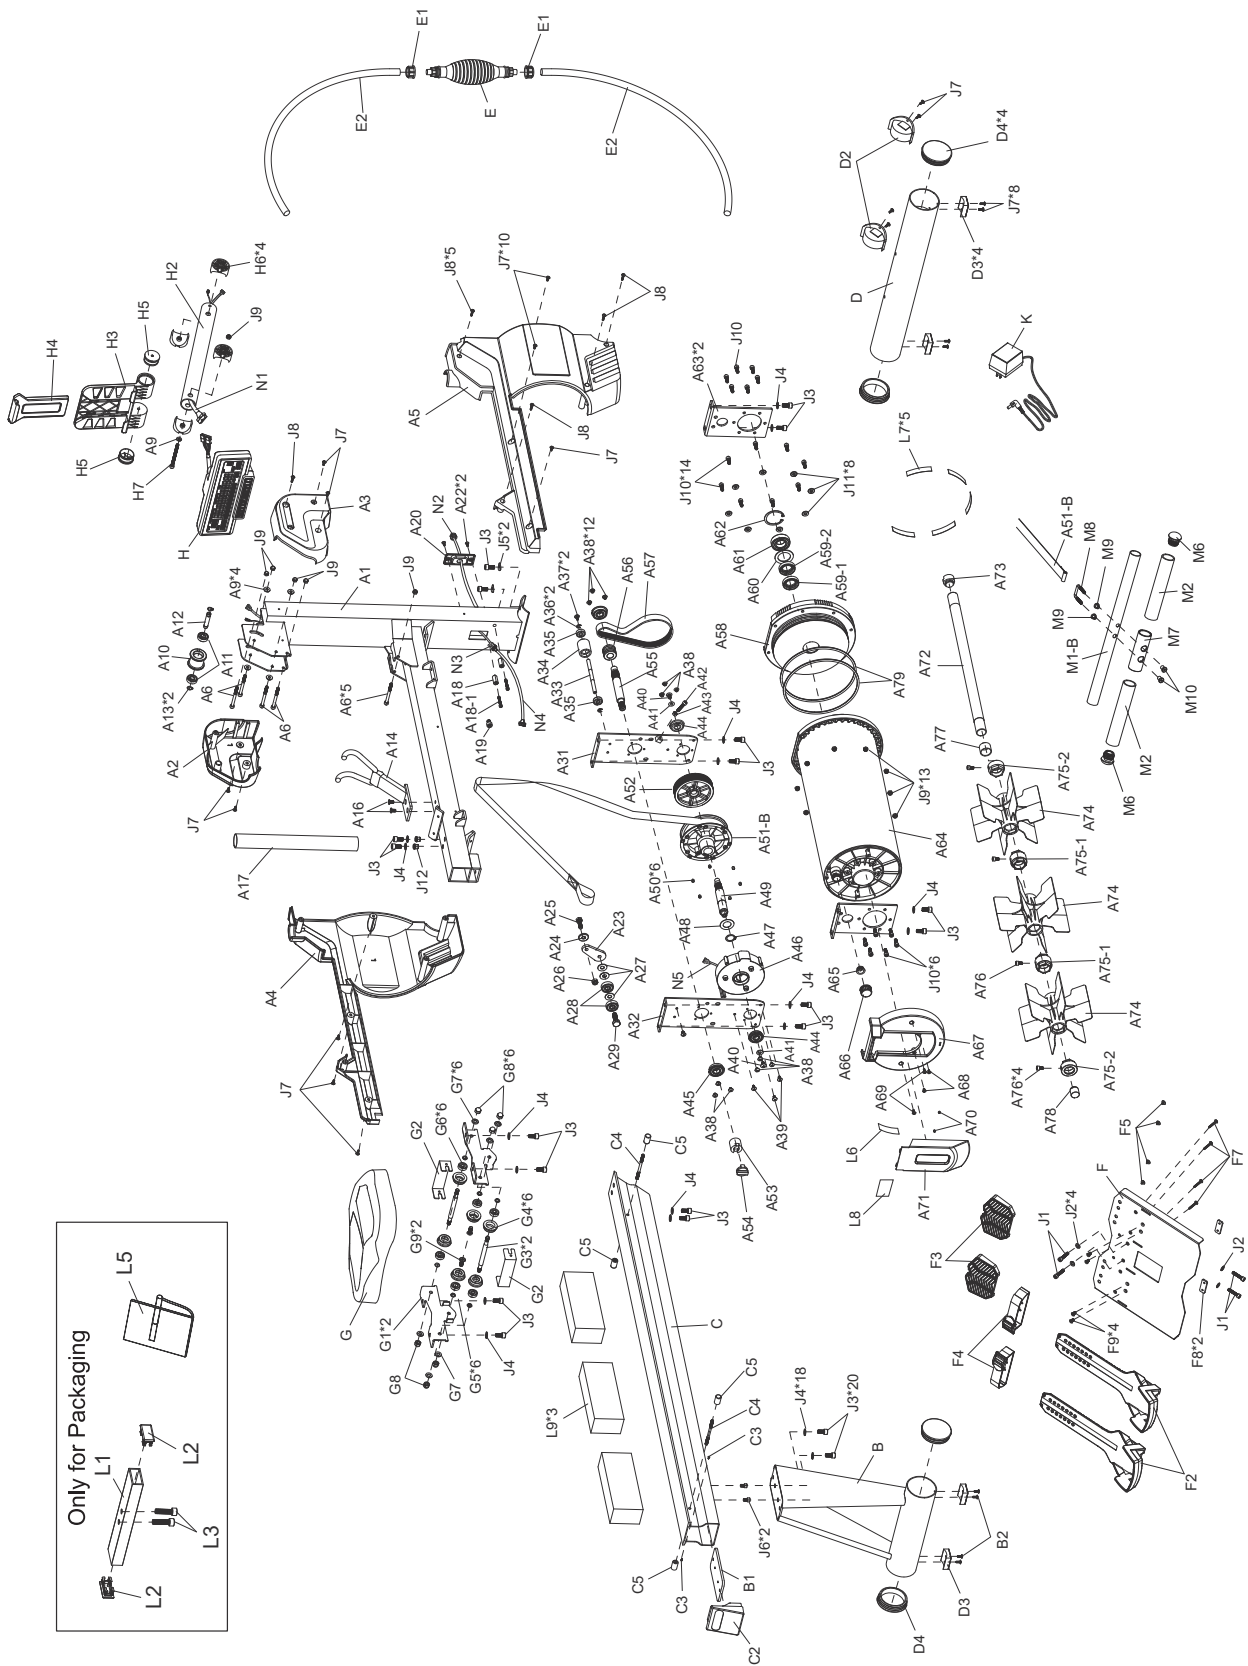 Only for Packaging
L1
L2
L2
L3
L5
E1
E1
E2
E
E2
H4
H3
H5
H2
H6*4
J9
N1
H5
A9
H7
H
J8
J7
A3
J9
J9
A9*4
A1
A12
A10
A11
A13*2
A6
A6
A2
J7
A6*5
A14
A16
A17
J3
J4
J12
A18
A18-1
A19
N3
N4
J9
A20
A22*2
N2
J3
J5*2
A5
J8*5
J7*10
J8
J8
J7
D2
J7
D4*4
D
D3*4
J7*8
K
A4
J7
A25
A24
A23
A26
A27
A28
A29
A31
A33
A34
A35
A35
A36*2
A37*2
A38*12
A56
A57
A55
A38
A42
A40
A43
A41
A44
J4
J3
A52
A51-B
A50*6
A49
A48
A47
N5
A46
A32
J4
J3
A44
A41
A40
A38
A39
A45
A38
A53
A54
A63*2
J10
J4
J3
J10*14
J11*8
A62
A61
A60
A59-2
A59-1
A58
A79
J9*13
A64
J4
J3
J10*6
A65
A66
A67
A68
A69
A70
L6
L8
A71
L7*5
A51-B
M8
M9
M9
M1-B
M6
M2
M7
M10
M2
M6
A73
A72
A77
A75-2
A74
A75-1
A74
A76
A75-1
A74
A76*4
A75-2
A78
G
G2
G6*6
G7*6
G8*6
J4
J3
G9*2
G4*6
G3*2
G2
G1*2
G8
G7
G5*6
J4
J3
C4
C5
C5
J4
J3
C
L9*3
C5
C4
C3
J6*2
C5
C3
B1
C2
J4*18
J3*20
B
B2
D3
D4
F5
F
F7
J1
J2*4
F3
F4
J2
J1
F8*2
F9*4
F2